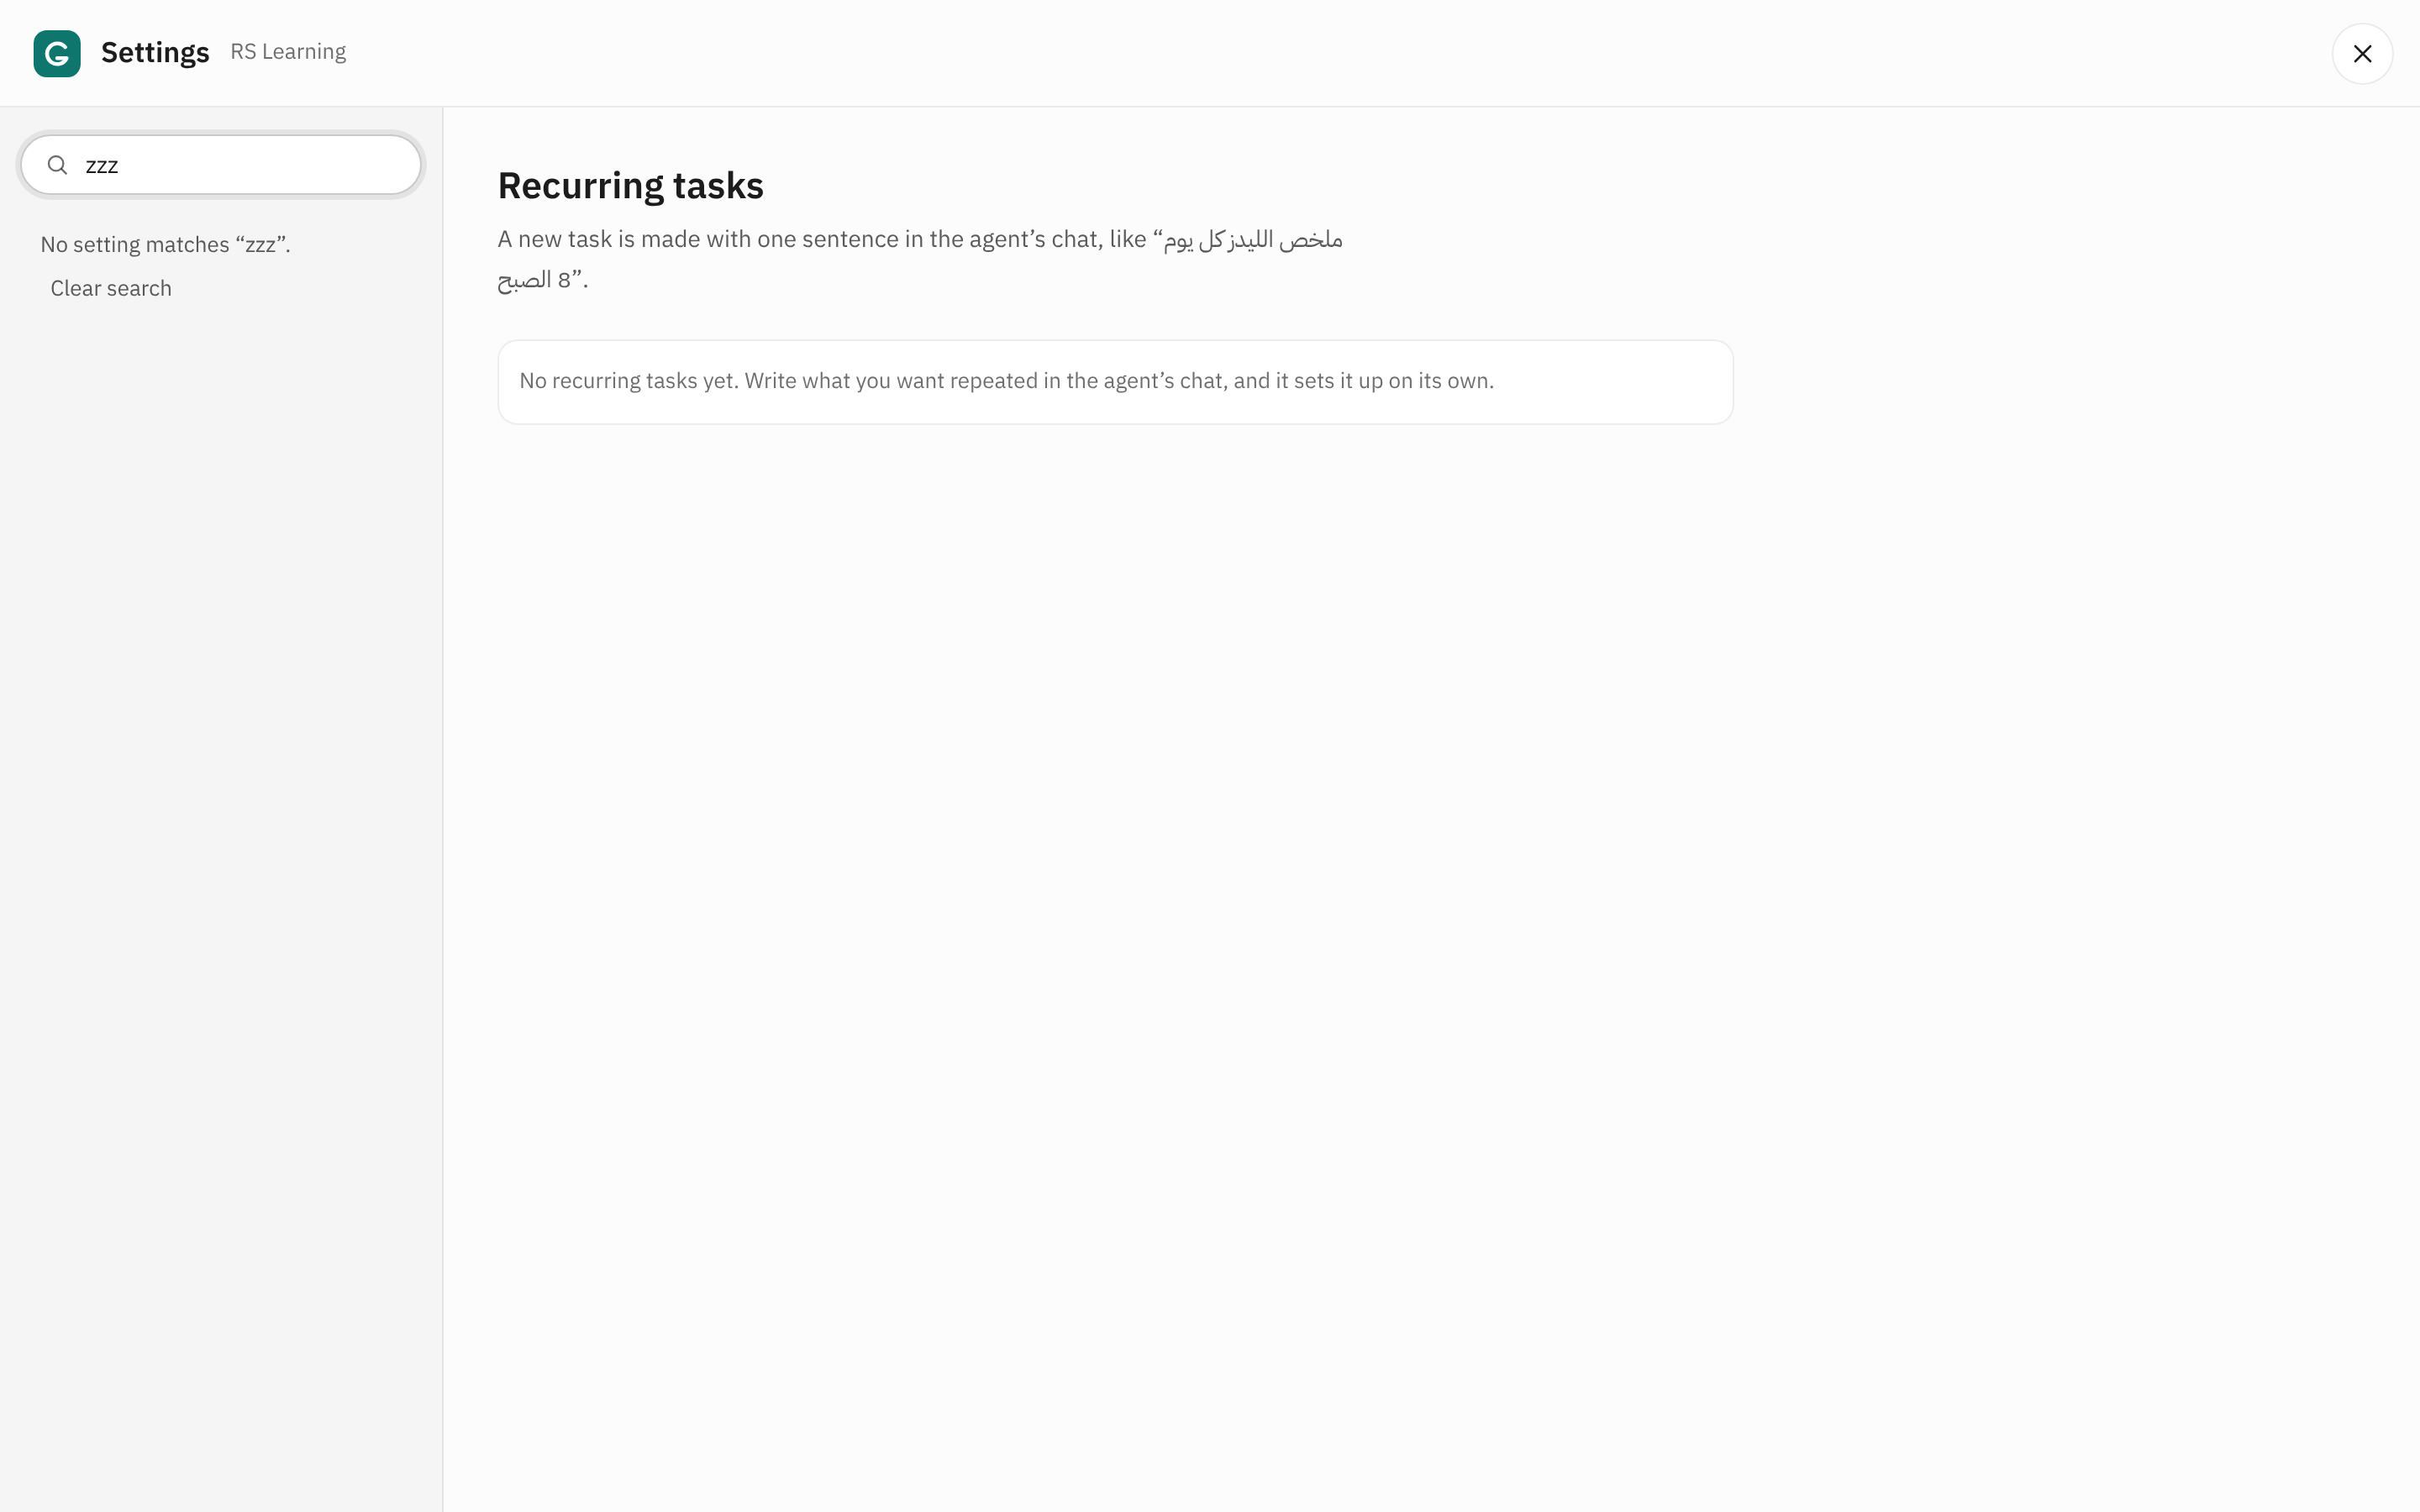 G
Settings
RS Learning
zzz
No setting matches “zzz”.
Clear search
Recurring tasks
A new task is made with one sentence in the agent’s chat, like “ملخص الليدز كل يوم
8 الصبح”.
No recurring tasks yet. Write what you want repeated in the agent’s chat, and it sets it up on its own.